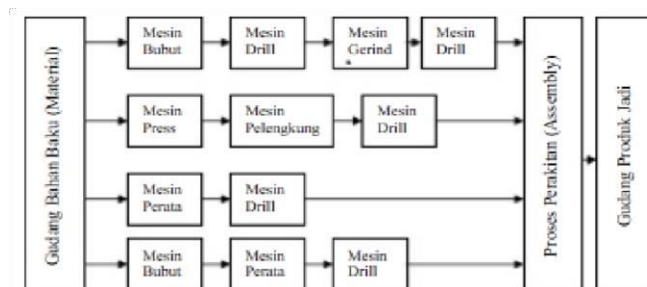 Gudang Bahan Baku (Material)
Mesin
Bubut
Mesin
Drill
Mesin
Gerind
Mesin
Drill
Mesin
Press
Mesin
Pelengkung
Mesin
Drill
Mesin
Perata
Mesin
Drill
Mesin
Bubut
Mesin
Perata
Mesin
Drill
Proses Perakitan (Assembly)
Gudang Produk Jadi